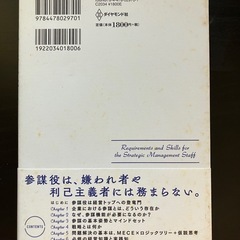 9784478029701
ダイヤモンド社
定価(本体1800円+税)
C2034 ¥1800E
1922034018006
Requirements and Skills
for the
Strategic Management Staff
参謀役は、嫌われ者や
利己主義者には務まらない。
CONTENTS
はじめに 参謀役は経営トップへの登竜門
Chapter 1 企業における参謀とは、どういう存在か
Chapter 2 なぜ、参謀機能が必要になるのか?
Chapter 3 参謀の基本姿勢とマインドセット
Chapter 4 戦略とは何か
Chapter 5 問題解決の基本は、MECE×ロジックツリー+仮説思考